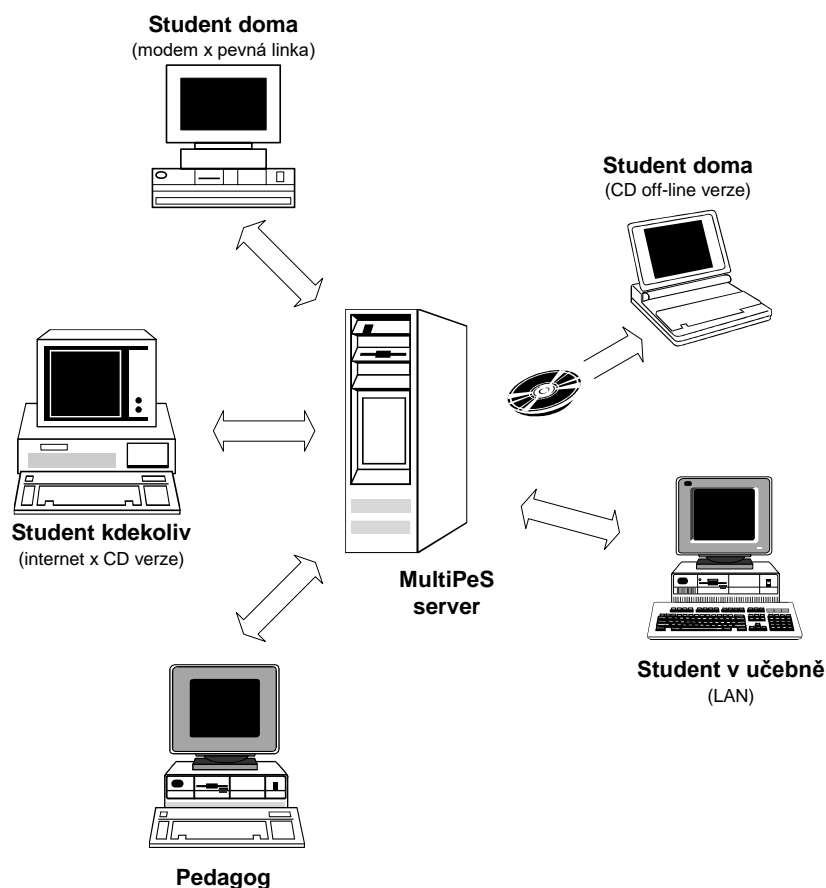 Student doma
(modem x pevná linka)
Student doma
(CD off-line verze)
Student kdekoliv
(internet x CD verze)
MultiPeS
server
Student v učebně
(LAN)
Pedagog